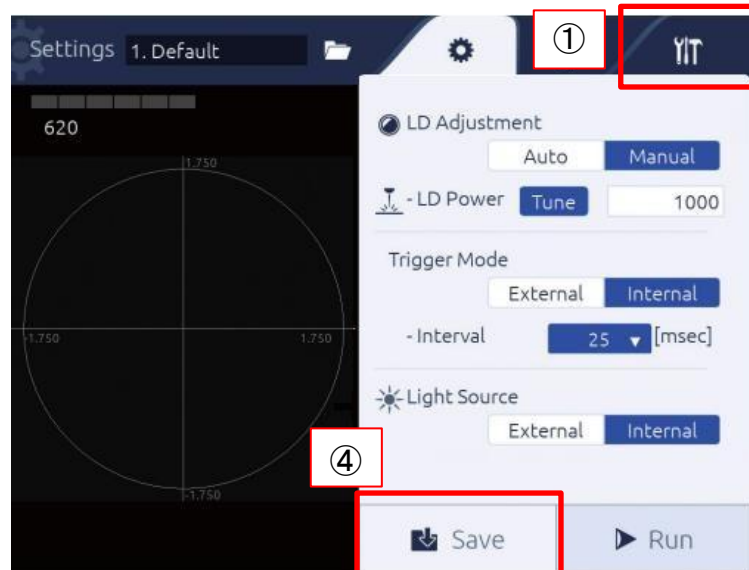 Settings 1. Default
①
620
1.750
-1.750
1.750
-1.750
LD Adjustment
Auto Manual
- LD Power Tune 1000
Trigger Mode
External Internal
- Interval 25 ▼ [msec]
Light Source
External Internal
④
Save Run